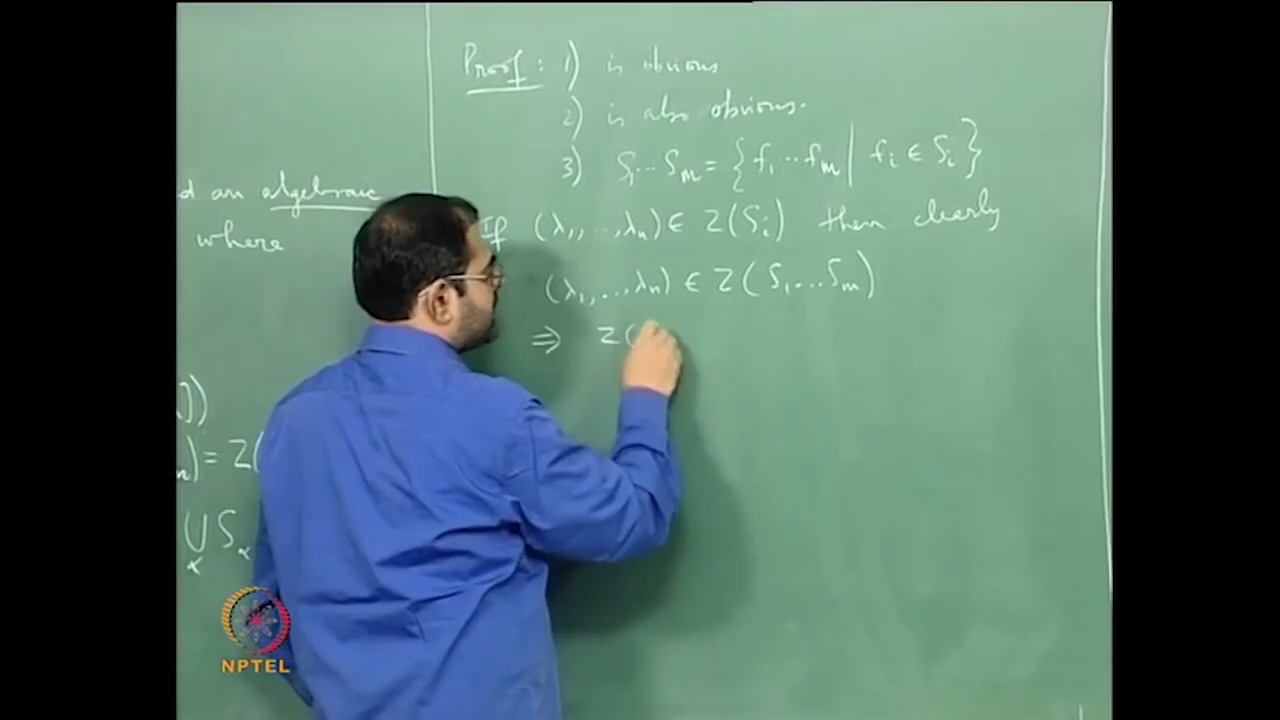 d an algebraic
where
])
n) = Z(
⋃ S_α
α
Proof : 1) is obvious
2) is also obvious.
3) S₁...Sₘ = { f₁...fₘ | fᵢ ∈ Sᵢ }
If (λ₁,...,λₙ) ∈ Z(Sᵢ) then clearly
(λ₁,...,λₙ) ∈ Z(S₁...Sₘ)
⇒ Z(
NPTEL